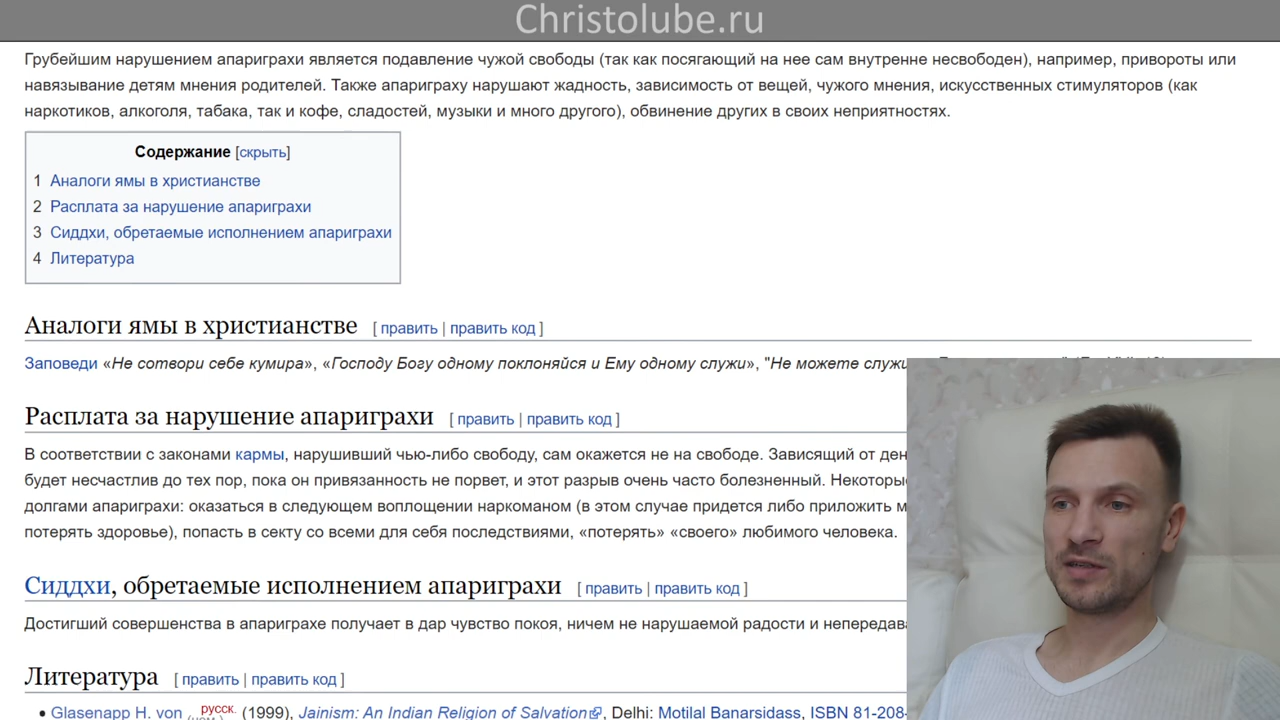 Christolube.ru
Грубейшим нарушением апариграхи является подавление чужой свободы (так как посягающий на нее сам внутренне несвободен), например, привороты или
навязывание детям мнения родителей. Также апариграху нарушают жадность, зависимость от вещей, чужого мнения, искусственных стимуляторов (как
наркотиков, алкоголя, табака, так и кофе, сладостей, музыки и много другого), обвинение других в своих неприятностях.
Содержание [скрыть]
1 Аналоги ямы в христианстве
2 Расплата за нарушение апариграхи
3 Сиддхи, обретаемые исполнением апариграхи
4 Литература
Аналоги ямы в христианстве [ править | править код ]
Заповеди «Не сотвори себе кумира», «Господу Богу одному поклоняйся и Ему одному служи», "Не можете служи
Расплата за нарушение апариграхи [ править | править код ]
В соответствии с законами кармы, нарушивший чью-либо свободу, сам окажется не на свободе. Зависящий от ден
будет несчастлив до тех пор, пока он привязанность не порвет, и этот разрыв очень часто болезненный. Некоторы
долгами апариграхи: оказаться в следующем воплощении наркоманом (в этом случае придется либо приложить м
потерять здоровье), попасть в секту со всеми для себя последствиями, «потерять» «своего» любимого человека.
Сиддхи, обретаемые исполнением апариграхи [ править | править код ]
Достигший совершенства в апариграхе получает в дар чувство покоя, ничем не нарушаемой радости и непередав
Литература [ править | править код ]
• Glasenapp H. von русск. (1999), Jainism: An Indian Religion of Salvation, Delhi: Motilal Banarsidass, ISBN 81-208-